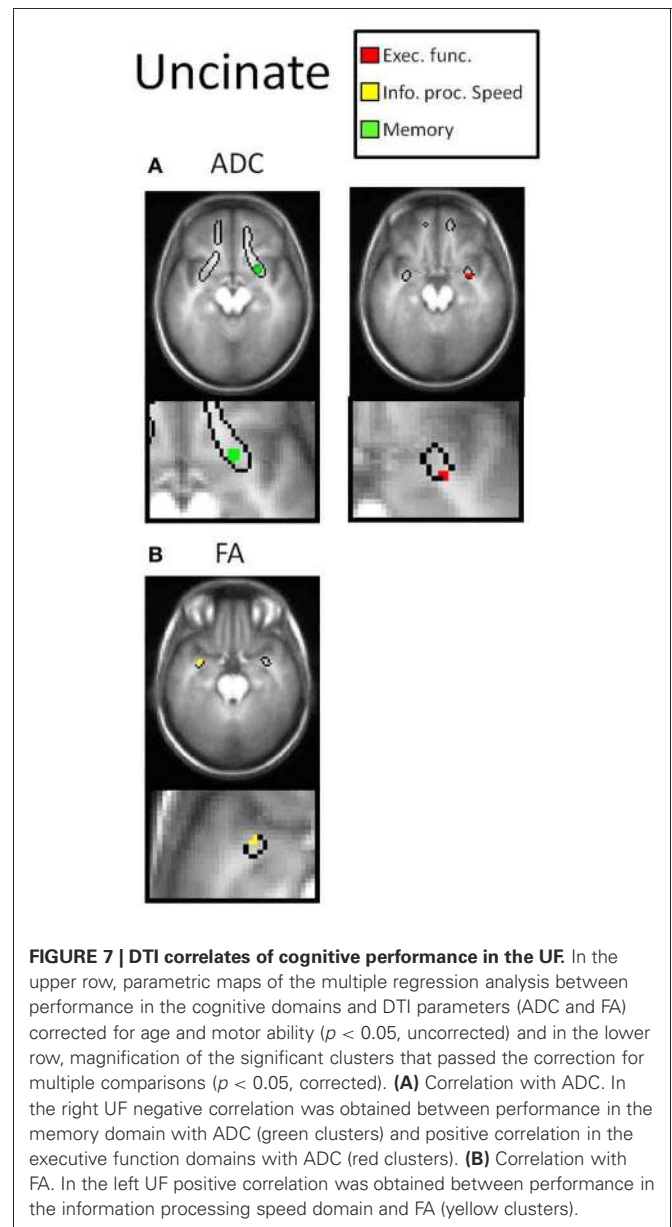 Uncinate
Exec. func.
Info. proc. Speed
Memory
A ADC
B FA
FIGURE 7 | DTI correlates of cognitive performance in the UF. In the
upper row, parametric maps of the multiple regression analysis between
performance in the cognitive domains and DTI parameters (ADC and FA)
corrected for age and motor ability (p < 0.05, uncorrected) and in the lower
row, magnification of the significant clusters that passed the correction for
multiple comparisons (p < 0.05, corrected). (A) Correlation with ADC. In
the right UF negative correlation was obtained between performance in the
memory domain with ADC (green clusters) and positive correlation in the
executive function domains with ADC (red clusters). (B) Correlation with
FA. In the left UF positive correlation was obtained between performance in
the information processing speed domain and FA (yellow clusters).